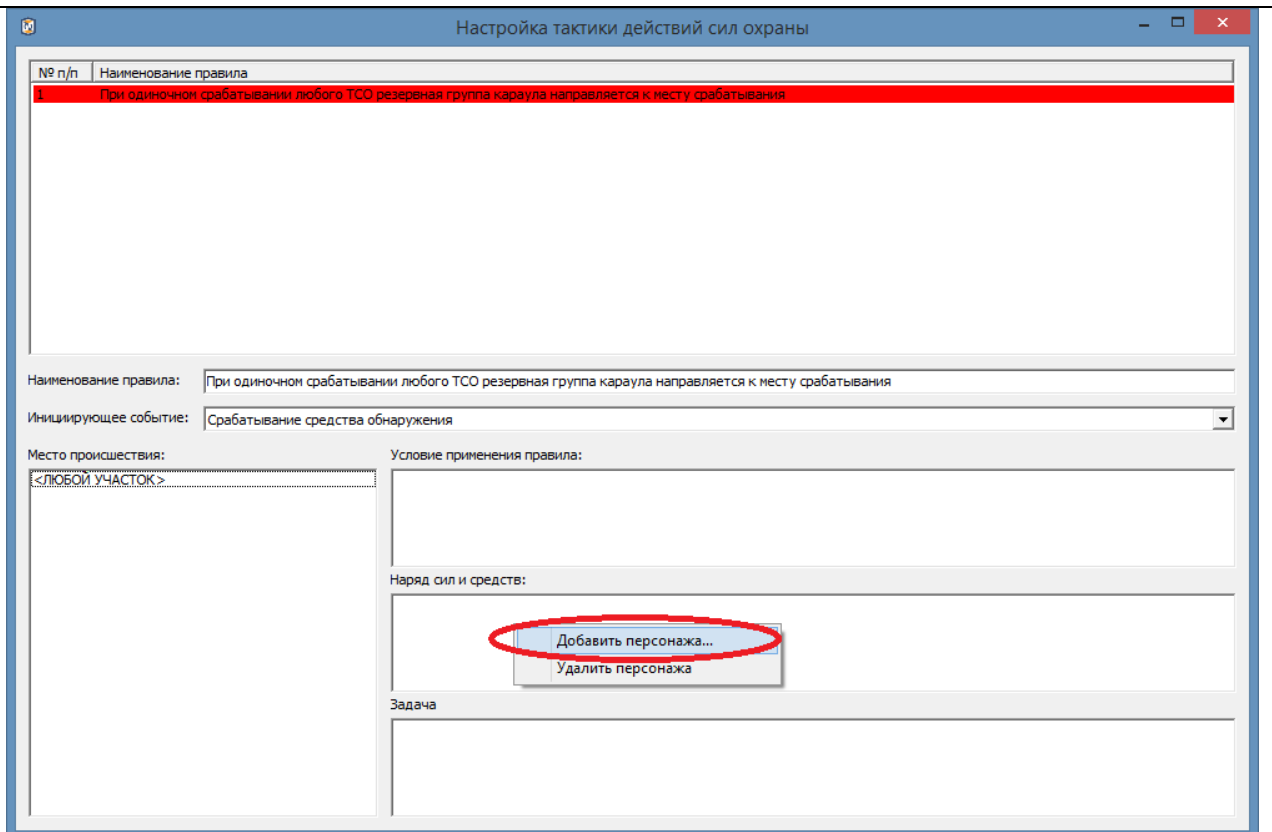 Настройка тактики действий сил охраны
№ п/п Наименование правила
1 При одиночном срабатывании любого ТСО резервная группа караула направляется к месту срабатывания
Наименование правила: При одиночном срабатывании любого ТСО резервная группа караула направляется к месту срабатывания
Инициирующее событие: Срабатывание средства обнаружения
Место происшествия: Условие применения правила:
<ЛЮБОЙ УЧАСТОК>
Наряд сил и средств:
Добавить персонажа...
Удалить персонажа
Задача